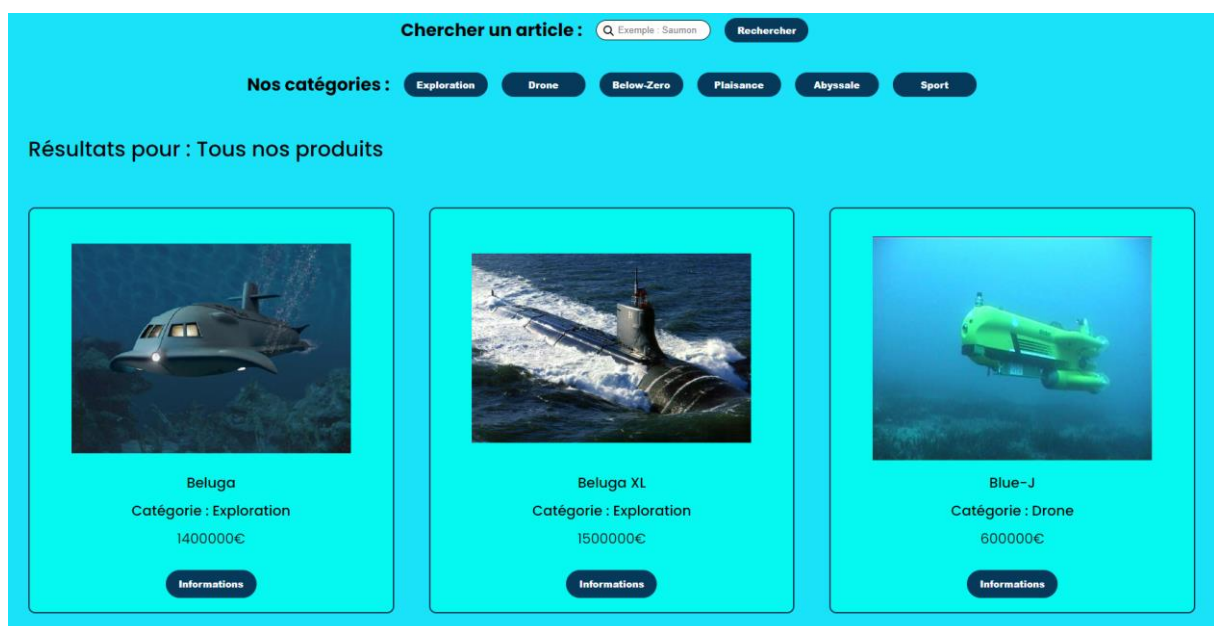 Chercher un article : Exemple : Saumon Rechercher
Nos catégories : Exploration Drone Below-Zero Plaisance Abyssale Sport
Résultats pour : Tous nos produits
Beluga
Catégorie : Exploration
1400000€
Informations
Beluga XL
Catégorie : Exploration
1500000€
Informations
Blue-J
Catégorie : Drone
600000€
Informations